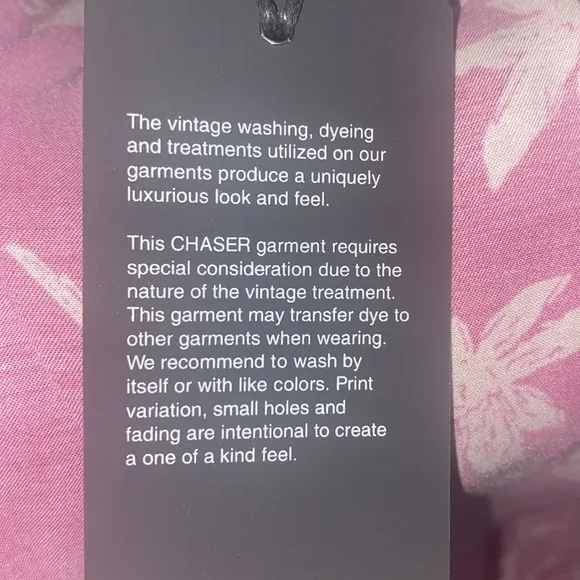 The vintage washing, dyeing
and treatments utilized on our
garments produce a uniquely
luxurious look and feel.
This CHASER garment requires
special consideration due to the
nature of the vintage treatment.
This garment may transfer dye to
other garments when wearing.
We recommend to wash by
itself or with like colors. Print
variation, small holes and
fading are intentional to create
a one of a kind feel.